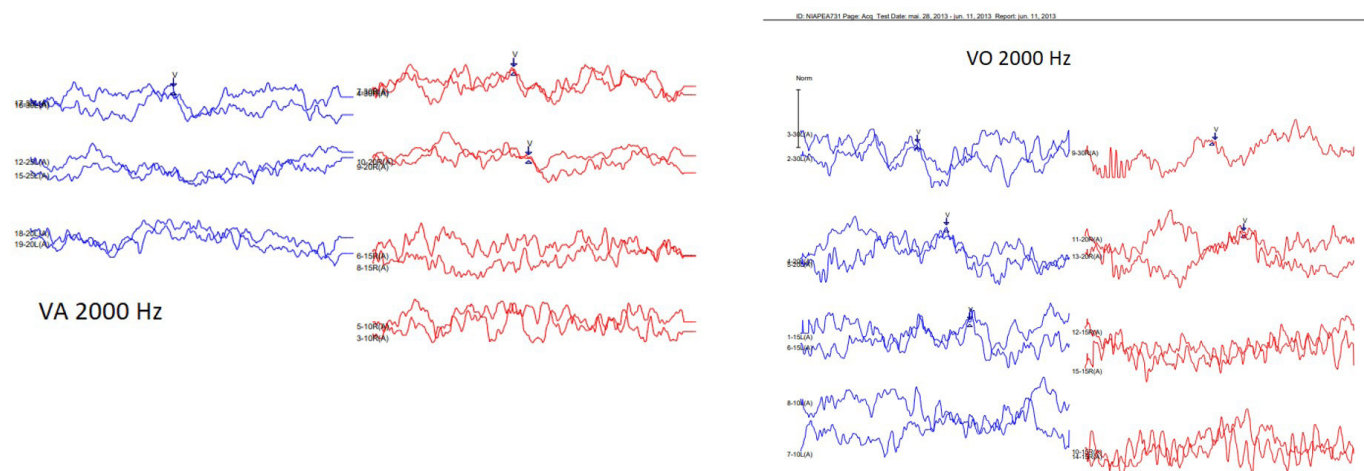 ID: NIAPEA731 Page: Acq Test Date: mai. 28, 2013 - jun. 11, 2013 Report: jun. 11, 2013
V
V
12-25L(A)
15-25L(A)
10-20R(A)
9-20R(A)
V
19-20L(A)
6-15R(A)
8-15R(A)
5-10R(A)
3-10R(A)
VA 2000 Hz
VO 2000 Hz
Norm
3-30L(A)
2-30L(A)
V
9-30R(A)
V
V
11-20R(A)
13-20R(A)
V
1-15L(A)
6-15L(A)
V
12-15R(A)
15-15R(A)
7-10L(A)